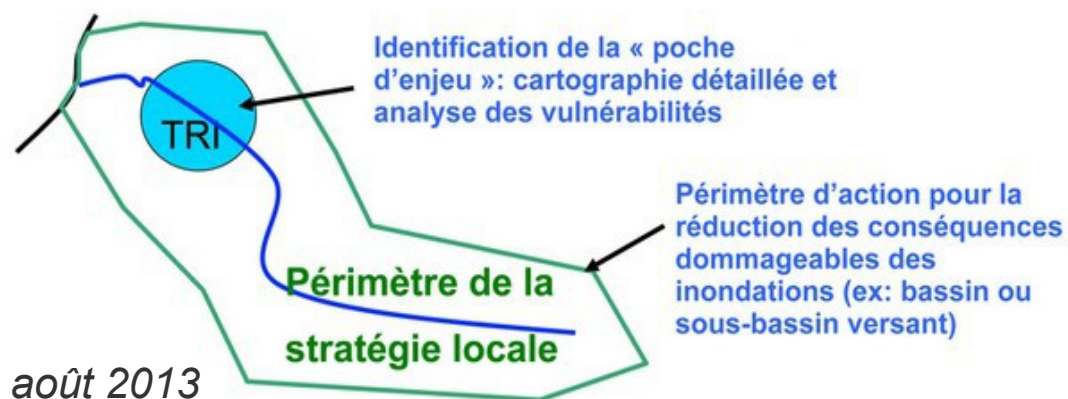 Identification de la « poche
d'enjeu »: cartographie détaillée et
analyse des vulnérabilités
TRI
Périmètre d'action pour la
réduction des conséquences
dommageables des
inondations (ex: bassin ou
sous-bassin versant)
Périmètre de la
stratégie locale
août 2013